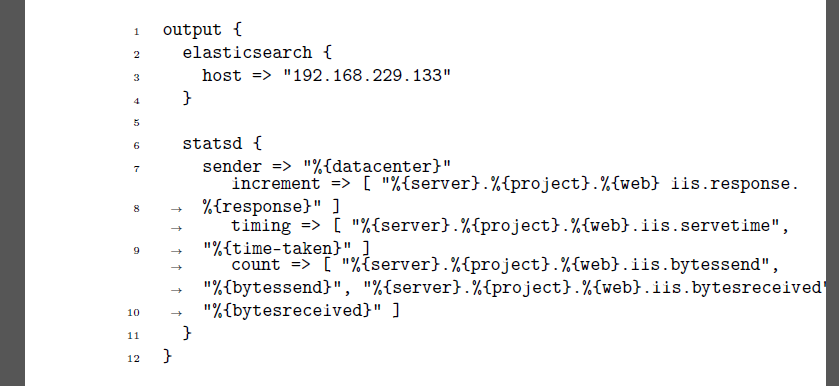 1 output {
2 elasticsearch {
3 host => "192.168.229.133"
4 }
5
6 statsd {
7 sender => "%{datacenter}"
increment => [ "%{server}.%{project}.%{web} iis.response.
8 → %{response}" ]
→ timing => [ "%{server}.%{project}.%{web}.iis.servetime",
9 → "%{time-taken}" ]
→ count => [ "%{server}.%{project}.%{web}.iis.bytessend",
→ "%{bytessend}", "%{server}.%{project}.%{web}.iis.bytesreceived"
10 → "%{bytesreceived}" ]
11 }
12 }